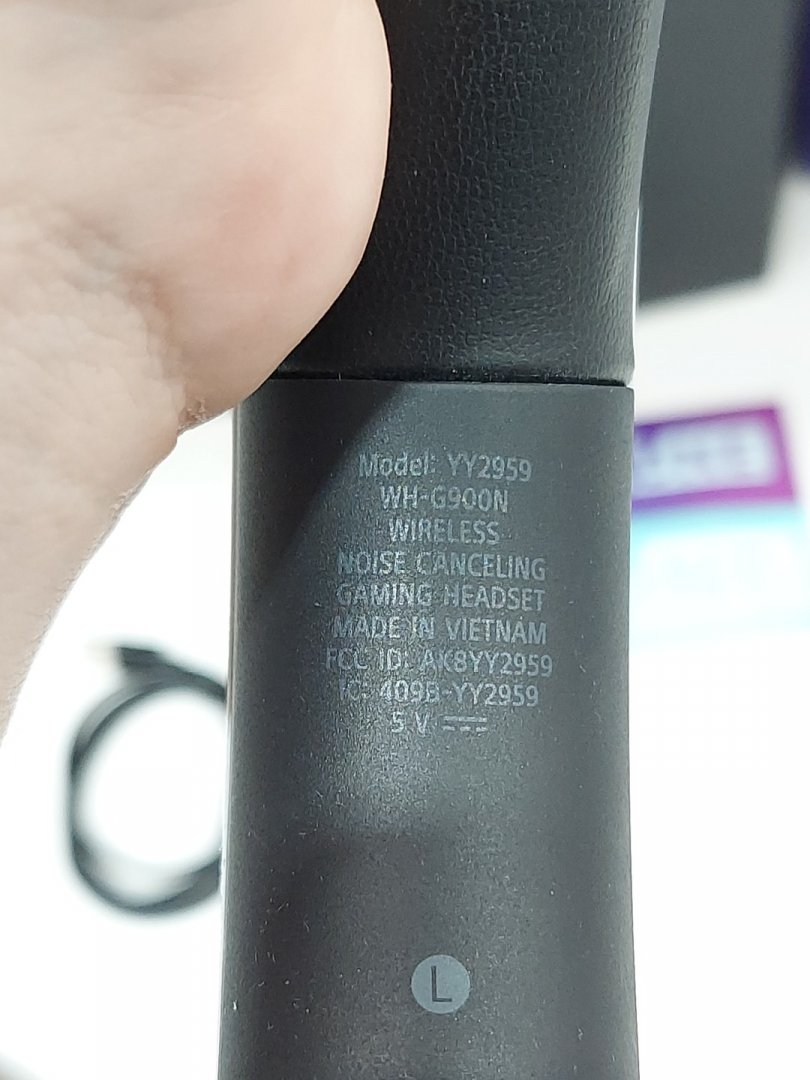 Model: YY2959
WH-G900N
WIRELESS
NOISE CANCELING
GAMING HEADSET
MADE IN VIETNAM
FCC ID: AK8YY2959
IC: 409B-YY2959
5 V
L